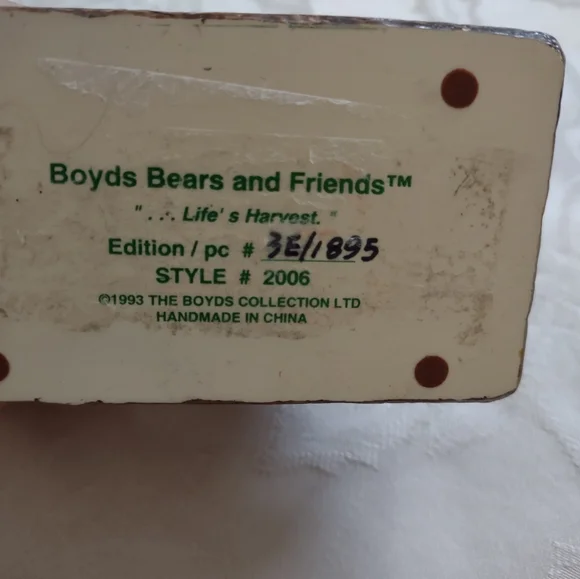 Boyds Bears and Friends™
"... Life's Harvest."
Edition / pc # 3E/1895
STYLE # 2006
©1993 THE BOYDS COLLECTION LTD
HANDMADE IN CHINA